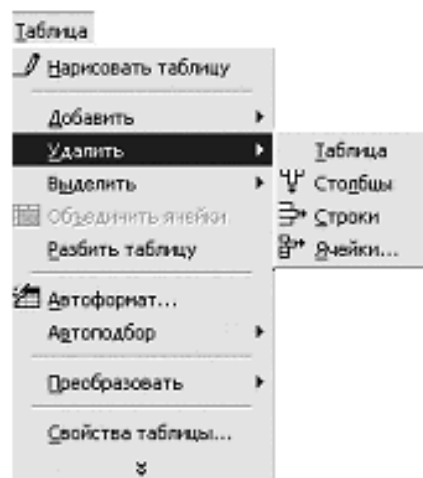 Таблица
Нарисовать таблицу
Добавить
Удалить
Выделить
Объединить ячейки
Разбить таблицу
Автоформат...
Автоподбор
Преобразовать
Свойства таблицы...
Таблица
Столбцы
Строки
Ячейки...